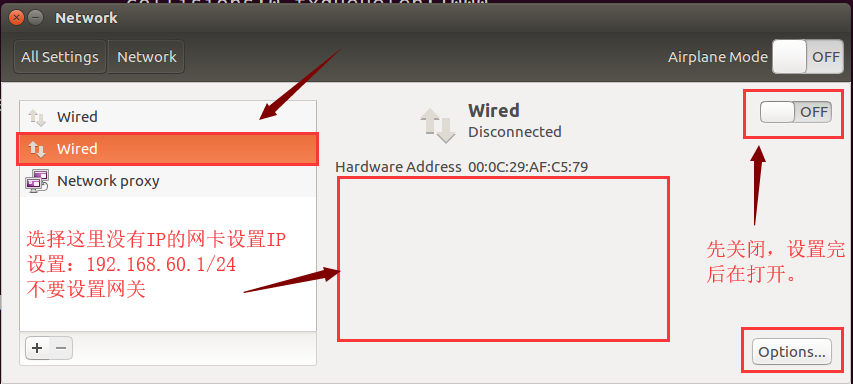 Network
All Settings
Network
Airplane Mode
OFF
Wired
Wired
Network proxy
选择这里没有IP的网卡设置IP
设置：192.168.60.1/24
不要设置网关
Wired
Disconnected
Hardware Address 00:0C:29:AF:C5:79
OFF
先关闭，设置完
后在打开。
Options...